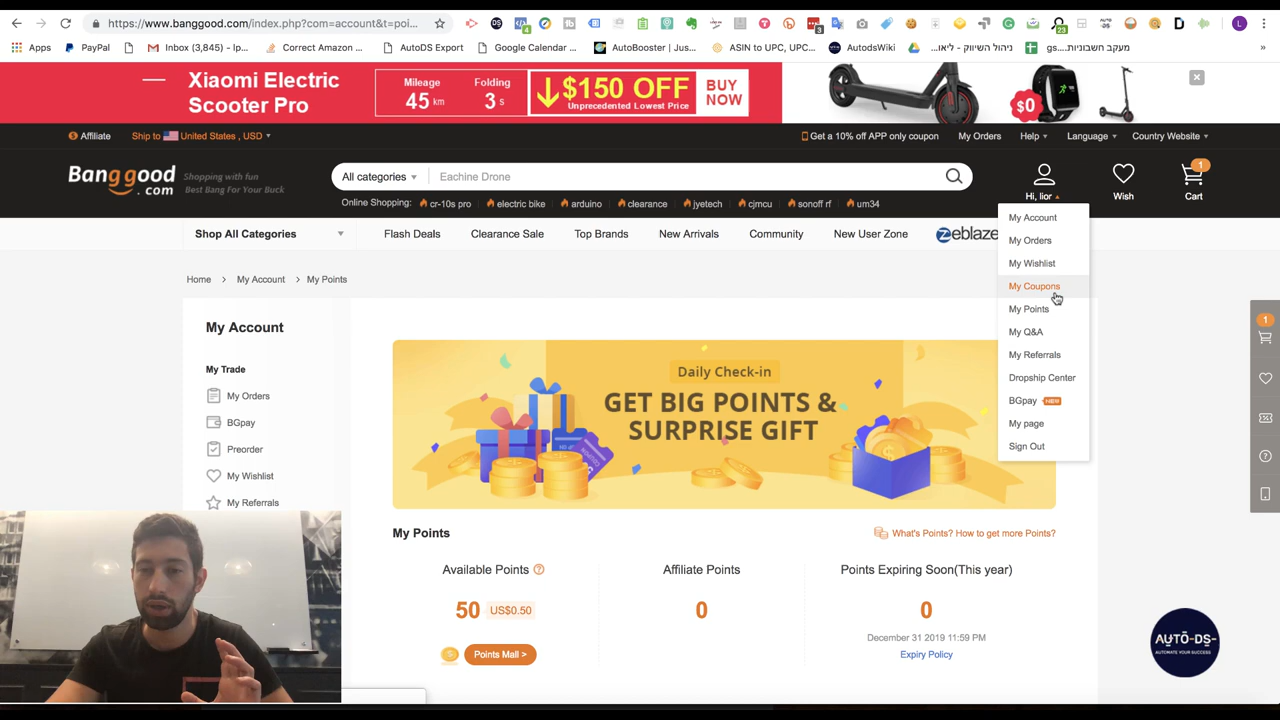 https://www.banggood.com/index.php?com=account&t=poi...
4
3
23
L
Apps
PayPal
Inbox (3,845) - lp...
Correct Amazon ...
AutoDS Export
Google Calendar ...
AutoBooster | Jus...
ASIN to UPC, UPC...
AutodsWiki
ניהול השיווק - ליאו...
מעקב חשבוניות....gs
»
Xiaomi Electric
Scooter Pro
Mileage
45 km
Folding
3 s
$150 OFF
Unprecedented Lowest Price
BUY
NOW
$0
Affiliate
Ship to United States , USD
Get a 10% off APP only coupon
My Orders
Help
Language
Country Website
Banggood
.com
Shopping with fun
Best Bang For Your Buck
All categories
Eachine Drone
Online Shopping:
cr-10s pro
electric bike
arduino
clearance
jyetech
cjmcu
sonoff rf
um34
Hi, lior
Wish
1
Cart
Shop All Categories
Flash Deals
Clearance Sale
Top Brands
New Arrivals
Community
New User Zone
Zeblaze
My Account
My Orders
My Wishlist
My Coupons
My Points
My Q&A
My Referrals
Dropship Center
BGpay NEW
My page
Sign Out
Home > My Account > My Points
My Account
My Trade
My Orders
BGpay
Preorder
My Wishlist
My Referrals
Daily Check-in
GET BIG POINTS &
SURPRISE GIFT
My Points
What's Points? How to get more Points?
Available Points
50 US$0.50
Points Mall >
Affiliate Points
0
Points Expiring Soon(This year)
0
December 31 2019 11:59 PM
Expiry Policy
1
AUTO-DS-
AUTOMATE YOUR SUCCESS